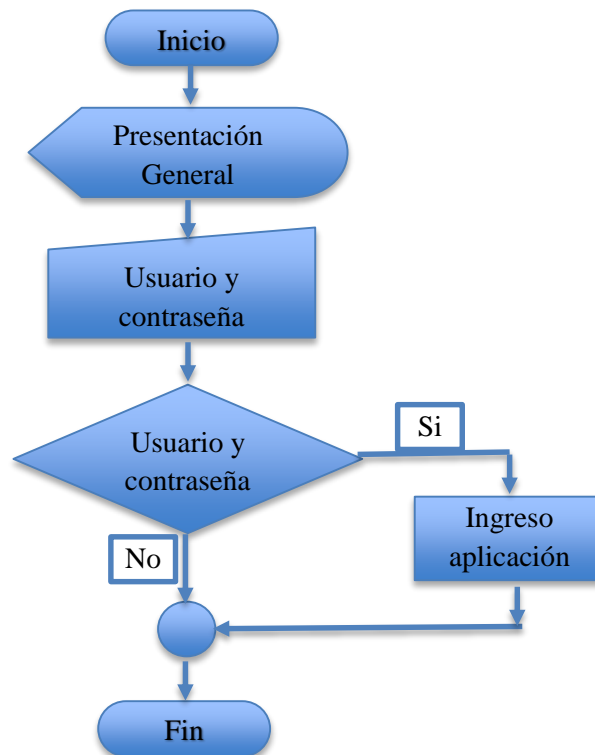 Inicio
Presentación
General
Usuario y
contraseña
Usuario y
contraseña
Si
Ingreso
aplicación
No
Fin